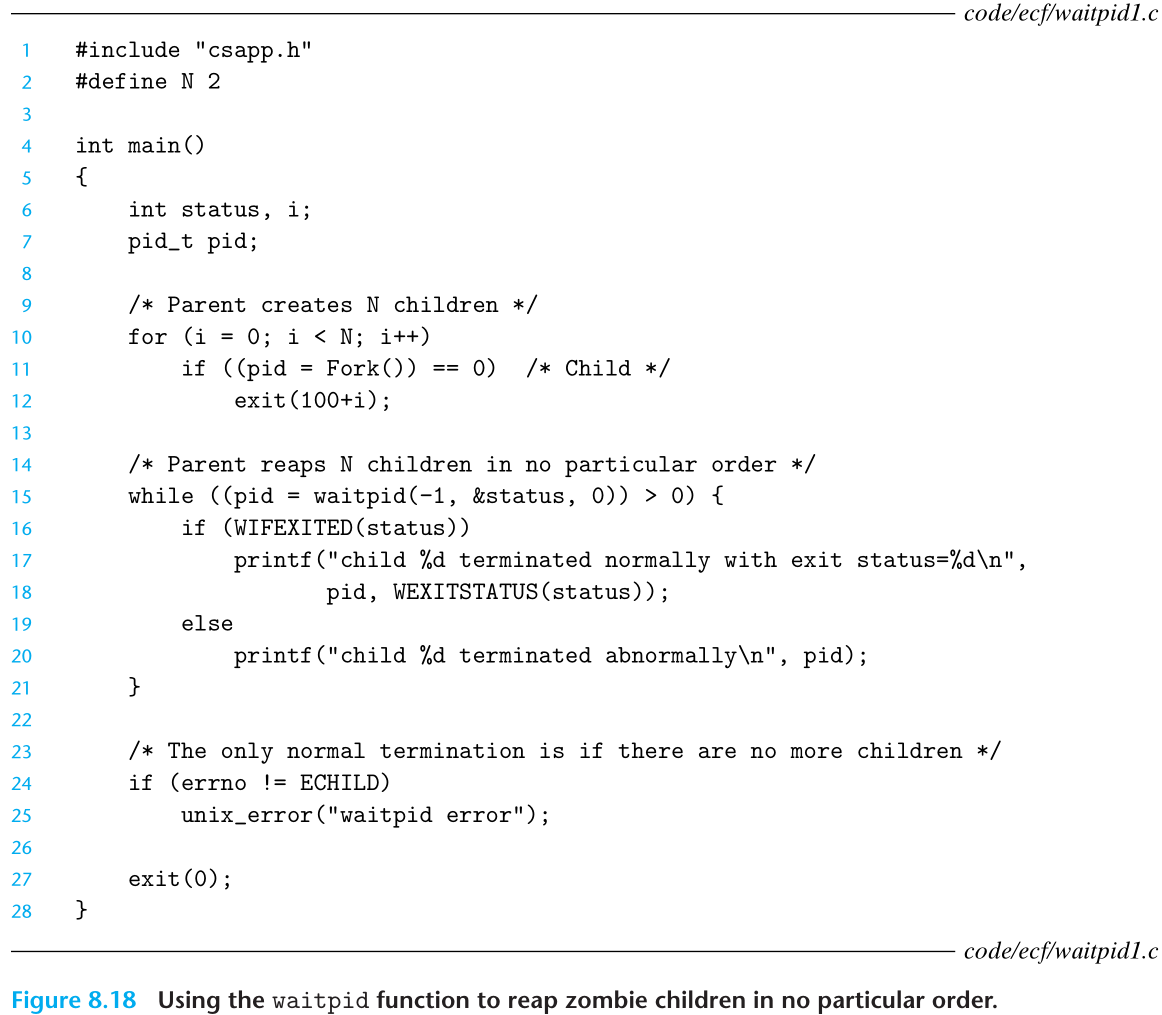 code/ecf/waitpid1.c
1 #include "csapp.h"
2 #define N 2
3
4 int main()
5 {
6     int status, i;
7     pid_t pid;
8
9     /* Parent creates N children */
10     for (i = 0; i < N; i++)
11         if ((pid = Fork()) == 0)  /* Child */
12             exit(100+i);
13
14     /* Parent reaps N children in no particular order */
15     while ((pid = waitpid(-1, &status, 0)) > 0) {
16         if (WIFEXITED(status))
17             printf("child %d terminated normally with exit status=%d\n",
18                    pid, WEXITSTATUS(status));
19         else
20             printf("child %d terminated abnormally\n", pid);
21     }
22
23     /* The only normal termination is if there are no more children */
24     if (errno != ECHILD)
25         unix_error("waitpid error");
26
27     exit(0);
28 }
code/ecf/waitpid1.c
Figure 8.18 Using the waitpid function to reap zombie children in no particular order.